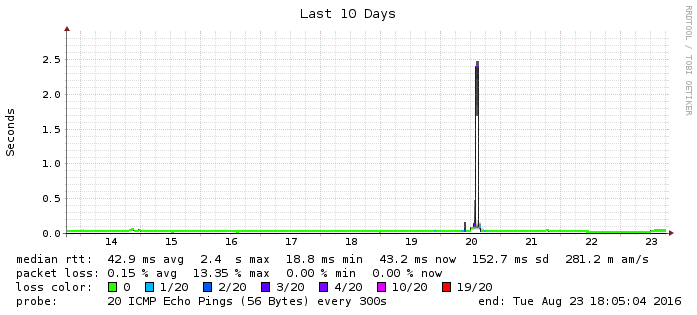 Last 10 Days
RRDTOOL / TOBI OETIKER
Seconds
2.5
2.0
1.5
1.0
0.5
0.0
14 15 16 17 18 19 20 21 22 23
median rtt: 42.9 ms avg 2.4 s max 18.8 ms min 43.2 ms now 152.7 ms sd 281.2 m am/s
packet loss: 0.15 % avg 13.35 % max 0.00 % min 0.00 % now
loss color: 0 1/20 2/20 3/20 4/20 10/20 19/20
probe: 20 ICMP Echo Pings (56 Bytes) every 300s end: Tue Aug 23 18:05:04 2016